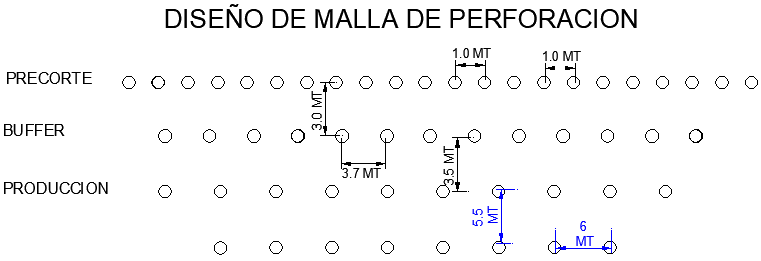 DISEÑO DE MALLA DE PERFORACION
1.0 MT
1.0 MT
PRECORTE
3.0 MT
BUFFER
3.7 MT
3.5 MT
PRODUCCION
5.5
MT
6
MT